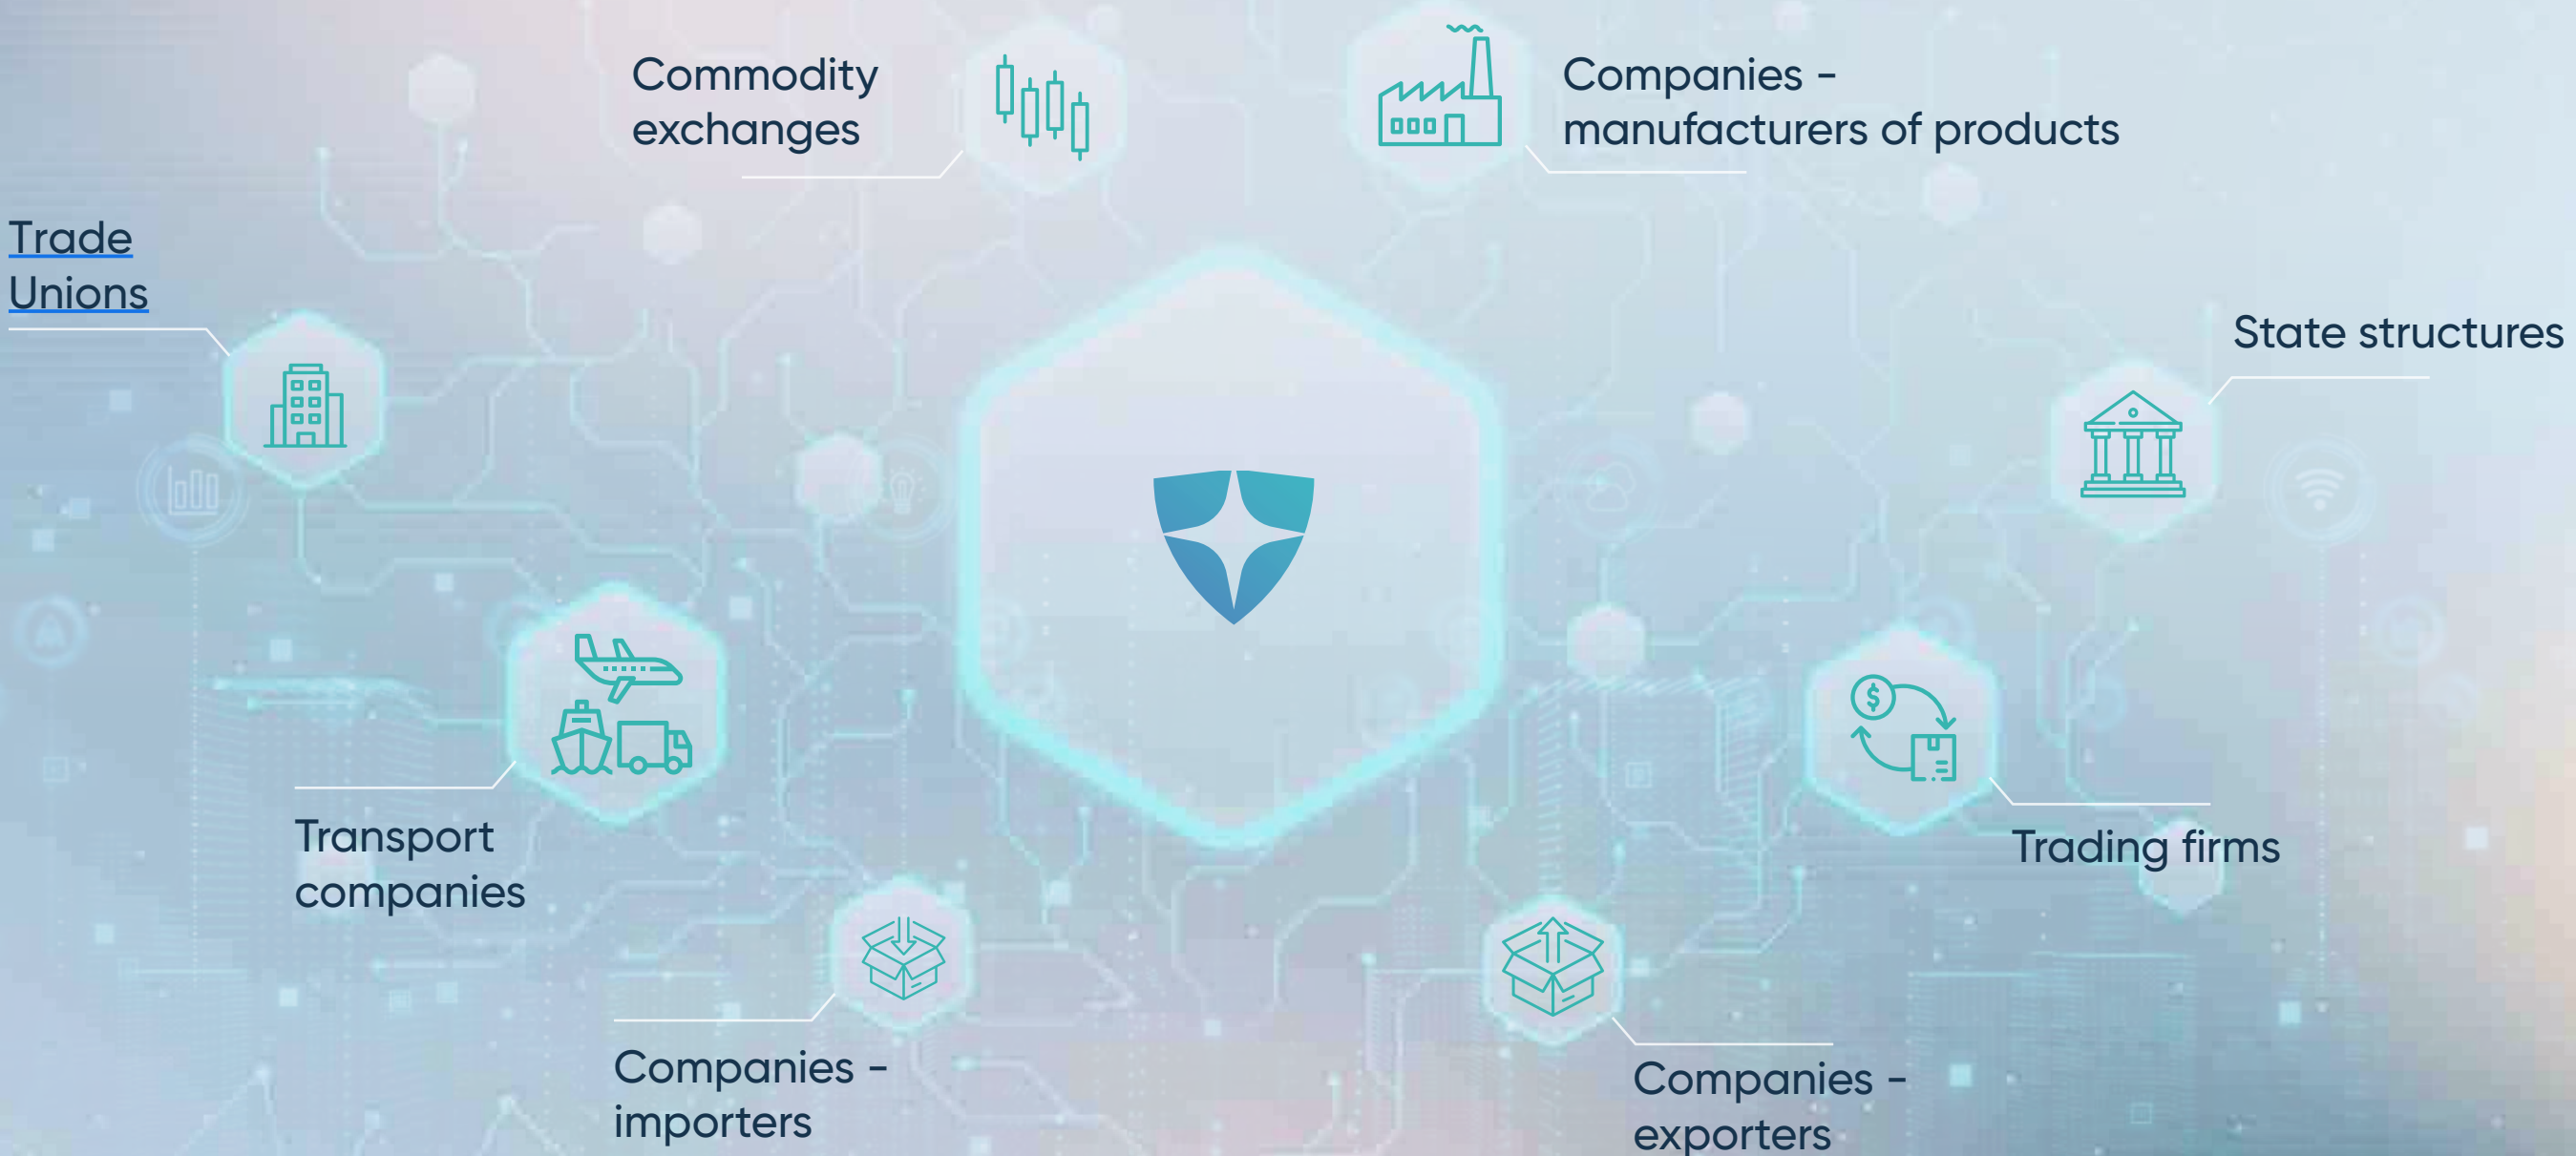 Commodity
exchanges
Companies -
manufacturers of products
Trade
Unions
State structures
Transport
companies
Trading firms
Companies -
importers
Companies -
exporters